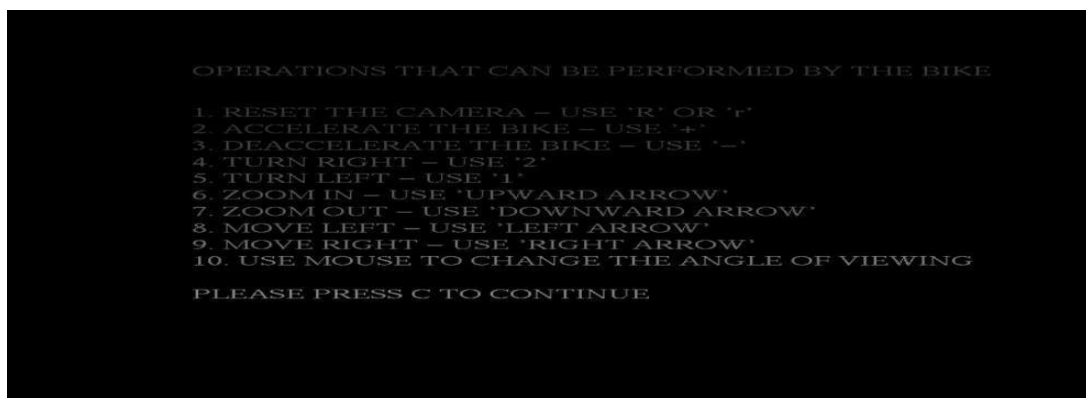 OPERATIONS THAT CAN BE PERFORMED BY THE BIKE
1. RESET THE CAMERA – USE 'R' OR 'r'
2. ACCELERATE THE BIKE – USE '+'
3. DEACCELERATE THE BIKE – USE '–'
4. TURN RIGHT – USE '2'
5. TURN LEFT – USE '1'
6. ZOOM IN – USE 'UPWARD ARROW'
7. ZOOM OUT – USE 'DOWNWARD ARROW'
8. MOVE LEFT – USE 'LEFT ARROW'
9. MOVE RIGHT – USE 'RIGHT ARROW'
10. USE MOUSE TO CHANGE THE ANGLE OF VIEWING
PLEASE PRESS C TO CONTINUE